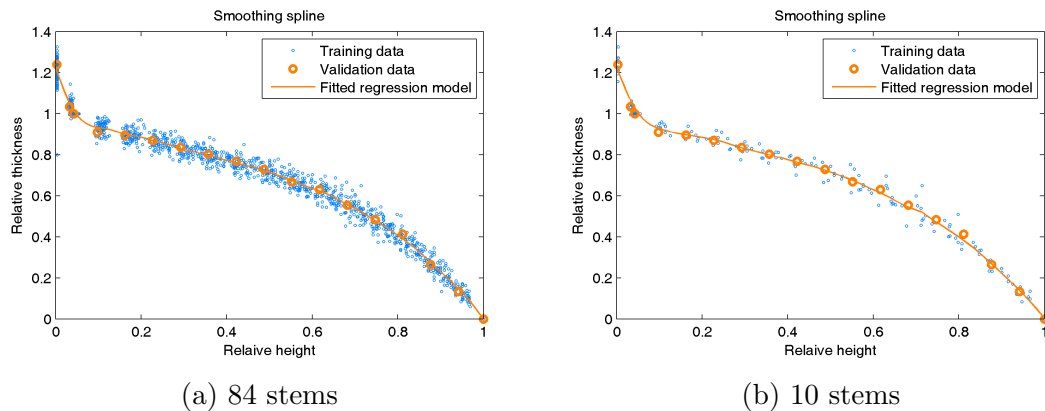 Smoothing spline
1.4
1.2
1
0.8
0.6
0.4
0.2
0
Relative thickness
Training data
Validation data
Fitted regression model
0 0.2 0.4 0.6 0.8 1
Relaive height
(a) 84 stems
Smoothing spline
1.4
1.2
1
0.8
0.6
0.4
0.2
0
Relative thickness
Training data
Validation data
Fitted regression model
0 0.2 0.4 0.6 0.8 1
Relaive height
(b) 10 stems